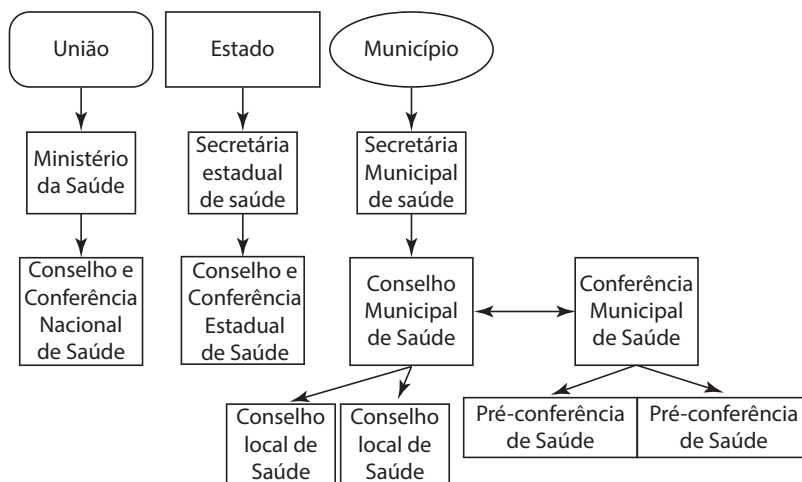 União
Estado
Município
Ministério
da Saúde
Secretária
estadual
de saúde
Secretária
Municipal
de saúde
Conselho e
Conferência
Nacional
de Saúde
Conselho e
Conferência
Estadual
de Saúde
Conselho
Municipal
de Saúde
Conferência
Municipal
de Saúde
Conselho
local de
Saúde
Conselho
local de
Saúde
Pré-conferência
de Saúde
Pré-conferência
de Saúde